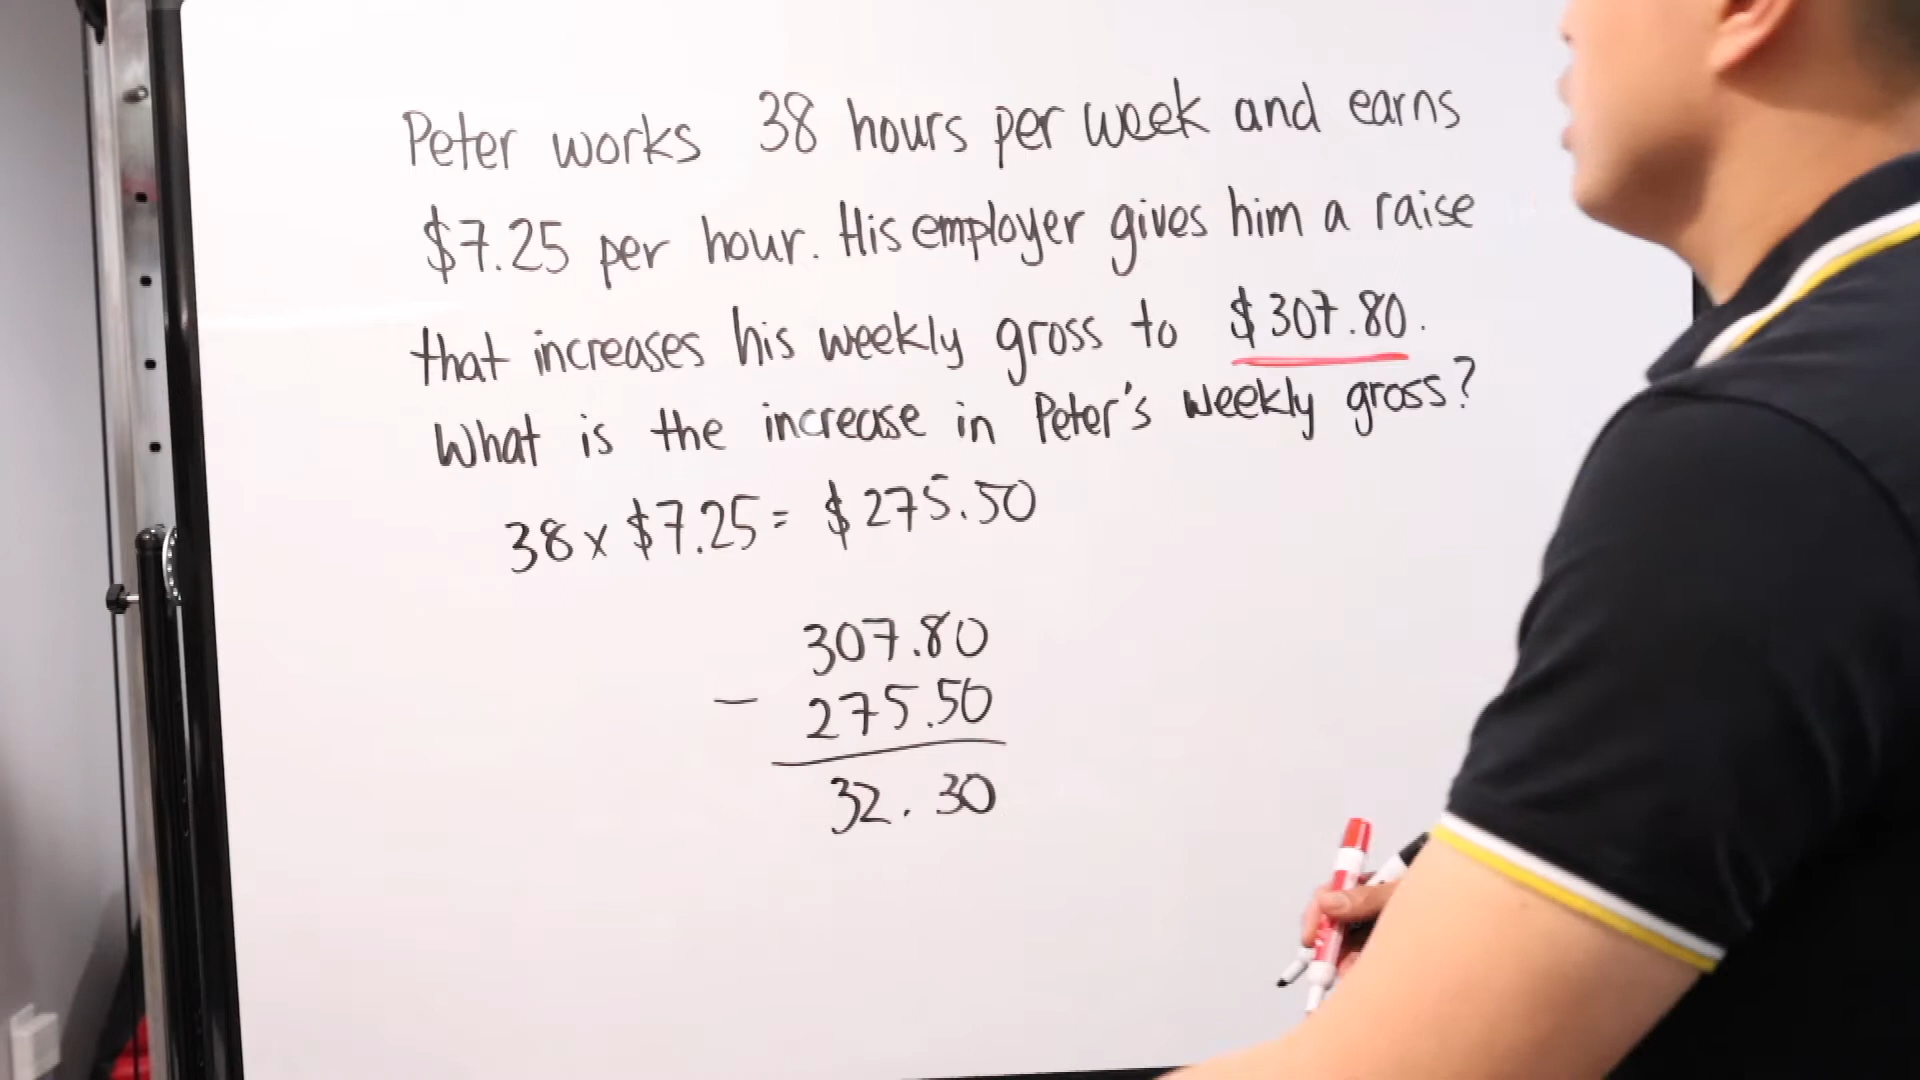 Peter works 38 hours per week and earns
$7.25 per hour. His employer gives him a raise
that increases his weekly gross to $307.80.
What is the increase in Peter's weekly gross?
38 x $7.25 = $275.50
307.80
- 275.50
32.30